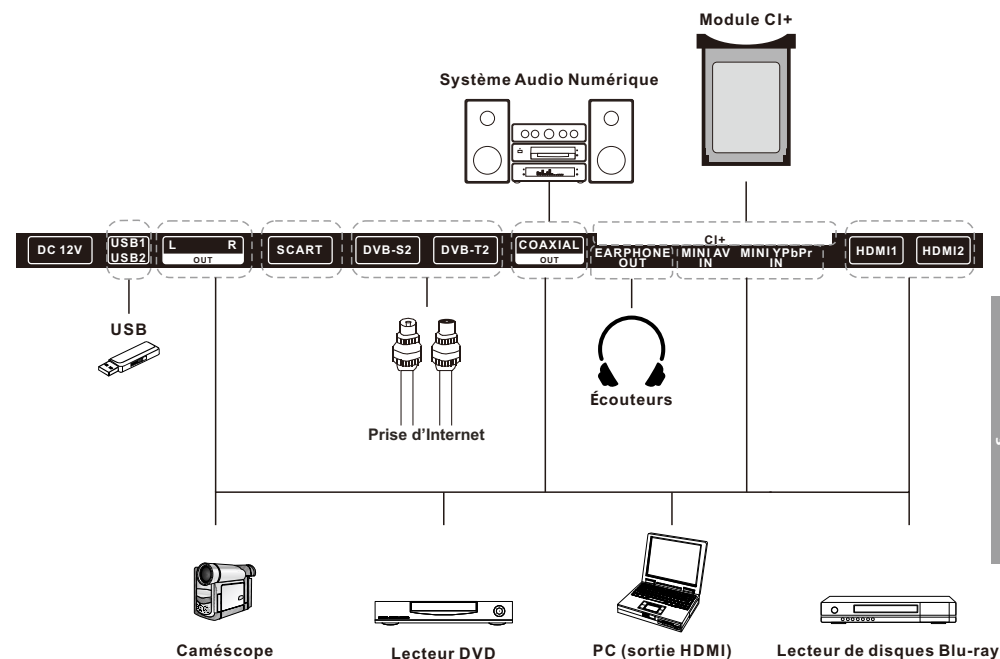 Module CI+
Système Audio Numérique
DC 12V
USB1
USB2
L R
OUT
SCART
DVB-S2
DVB-T2
COAXIAL
OUT
CI+
EARPHONE
OUT
MINI AV
IN
MINI YPbPr
IN
HDMI1
HDMI2
USB
Écouteurs
Prise d'Internet
Caméscope
Lecteur DVD
PC (sortie HDMI)
Lecteur de disques Blu-ray